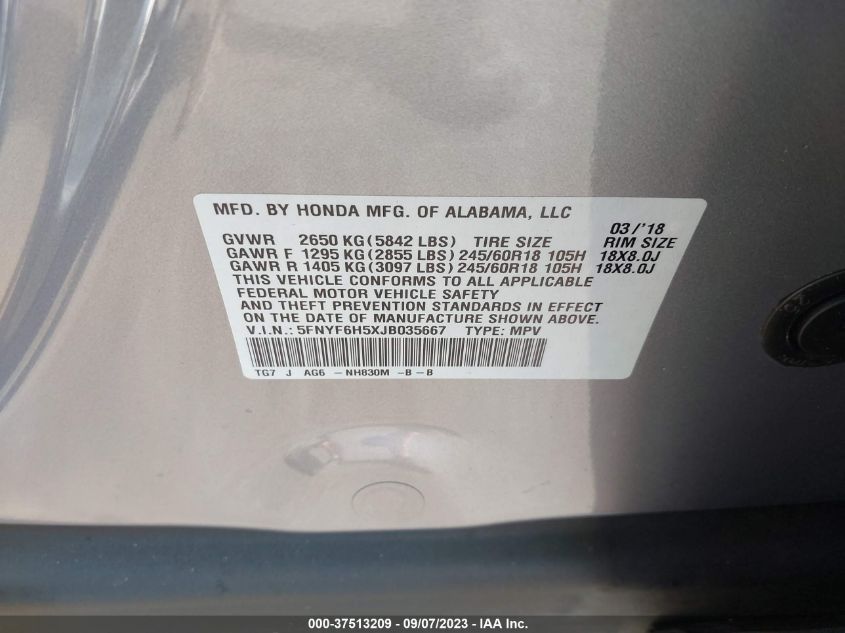 MFD. BY HONDA MFG. OF ALABAMA, LLC
03/'18
GVWR 2650 KG (5842 LBS) TIRE SIZE RIM SIZE
GAWR F 1295 KG (2855 LBS) 245/60R18 105H 18X8.0J
GAWR R 1405 KG (3097 LBS) 245/60R18 105H 18X8.0J
THIS VEHICLE CONFORMS TO ALL APPLICABLE
FEDERAL MOTOR VEHICLE SAFETY
AND THEFT PREVENTION STANDARDS IN EFFECT
ON THE DATE OF MANUFACTURE SHOWN ABOVE.
V.I.N.: 5FNYF6H5XJB035667 TYPE: MPV
TG7 J AG6 - NH830M - B - B
000-37513209 - 09/07/2023 - IAA Inc.